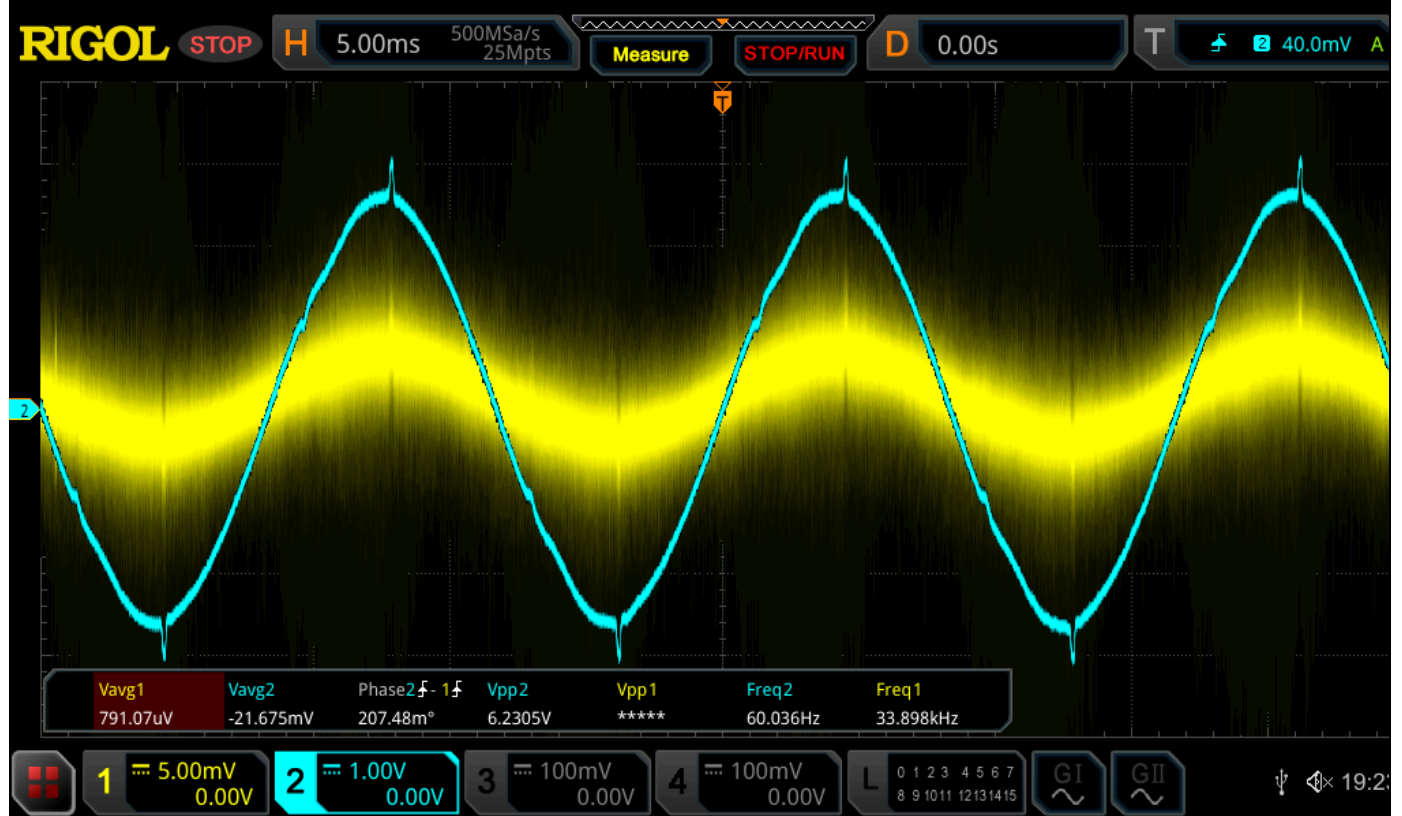 RIGOL STOP H 5.00ms 500MSa/s 25Mpts Measure STOP/RUN D 0.00s T 2 40.0mV A
T
2
Vavg1 Vavg2 Phase2 - 1 Vpp2 Vpp1 Freq2 Freq1
791.07uV -21.675mV 207.48m° 6.2305V ***** 60.036Hz 33.898kHz
1 5.00mV 0.00V 2 1.00V 0.00V 3 100mV 0.00V 4 100mV 0.00V L 0 1 2 3 4 5 6 7 8 9 10 11 12 13 14 15 GI GII